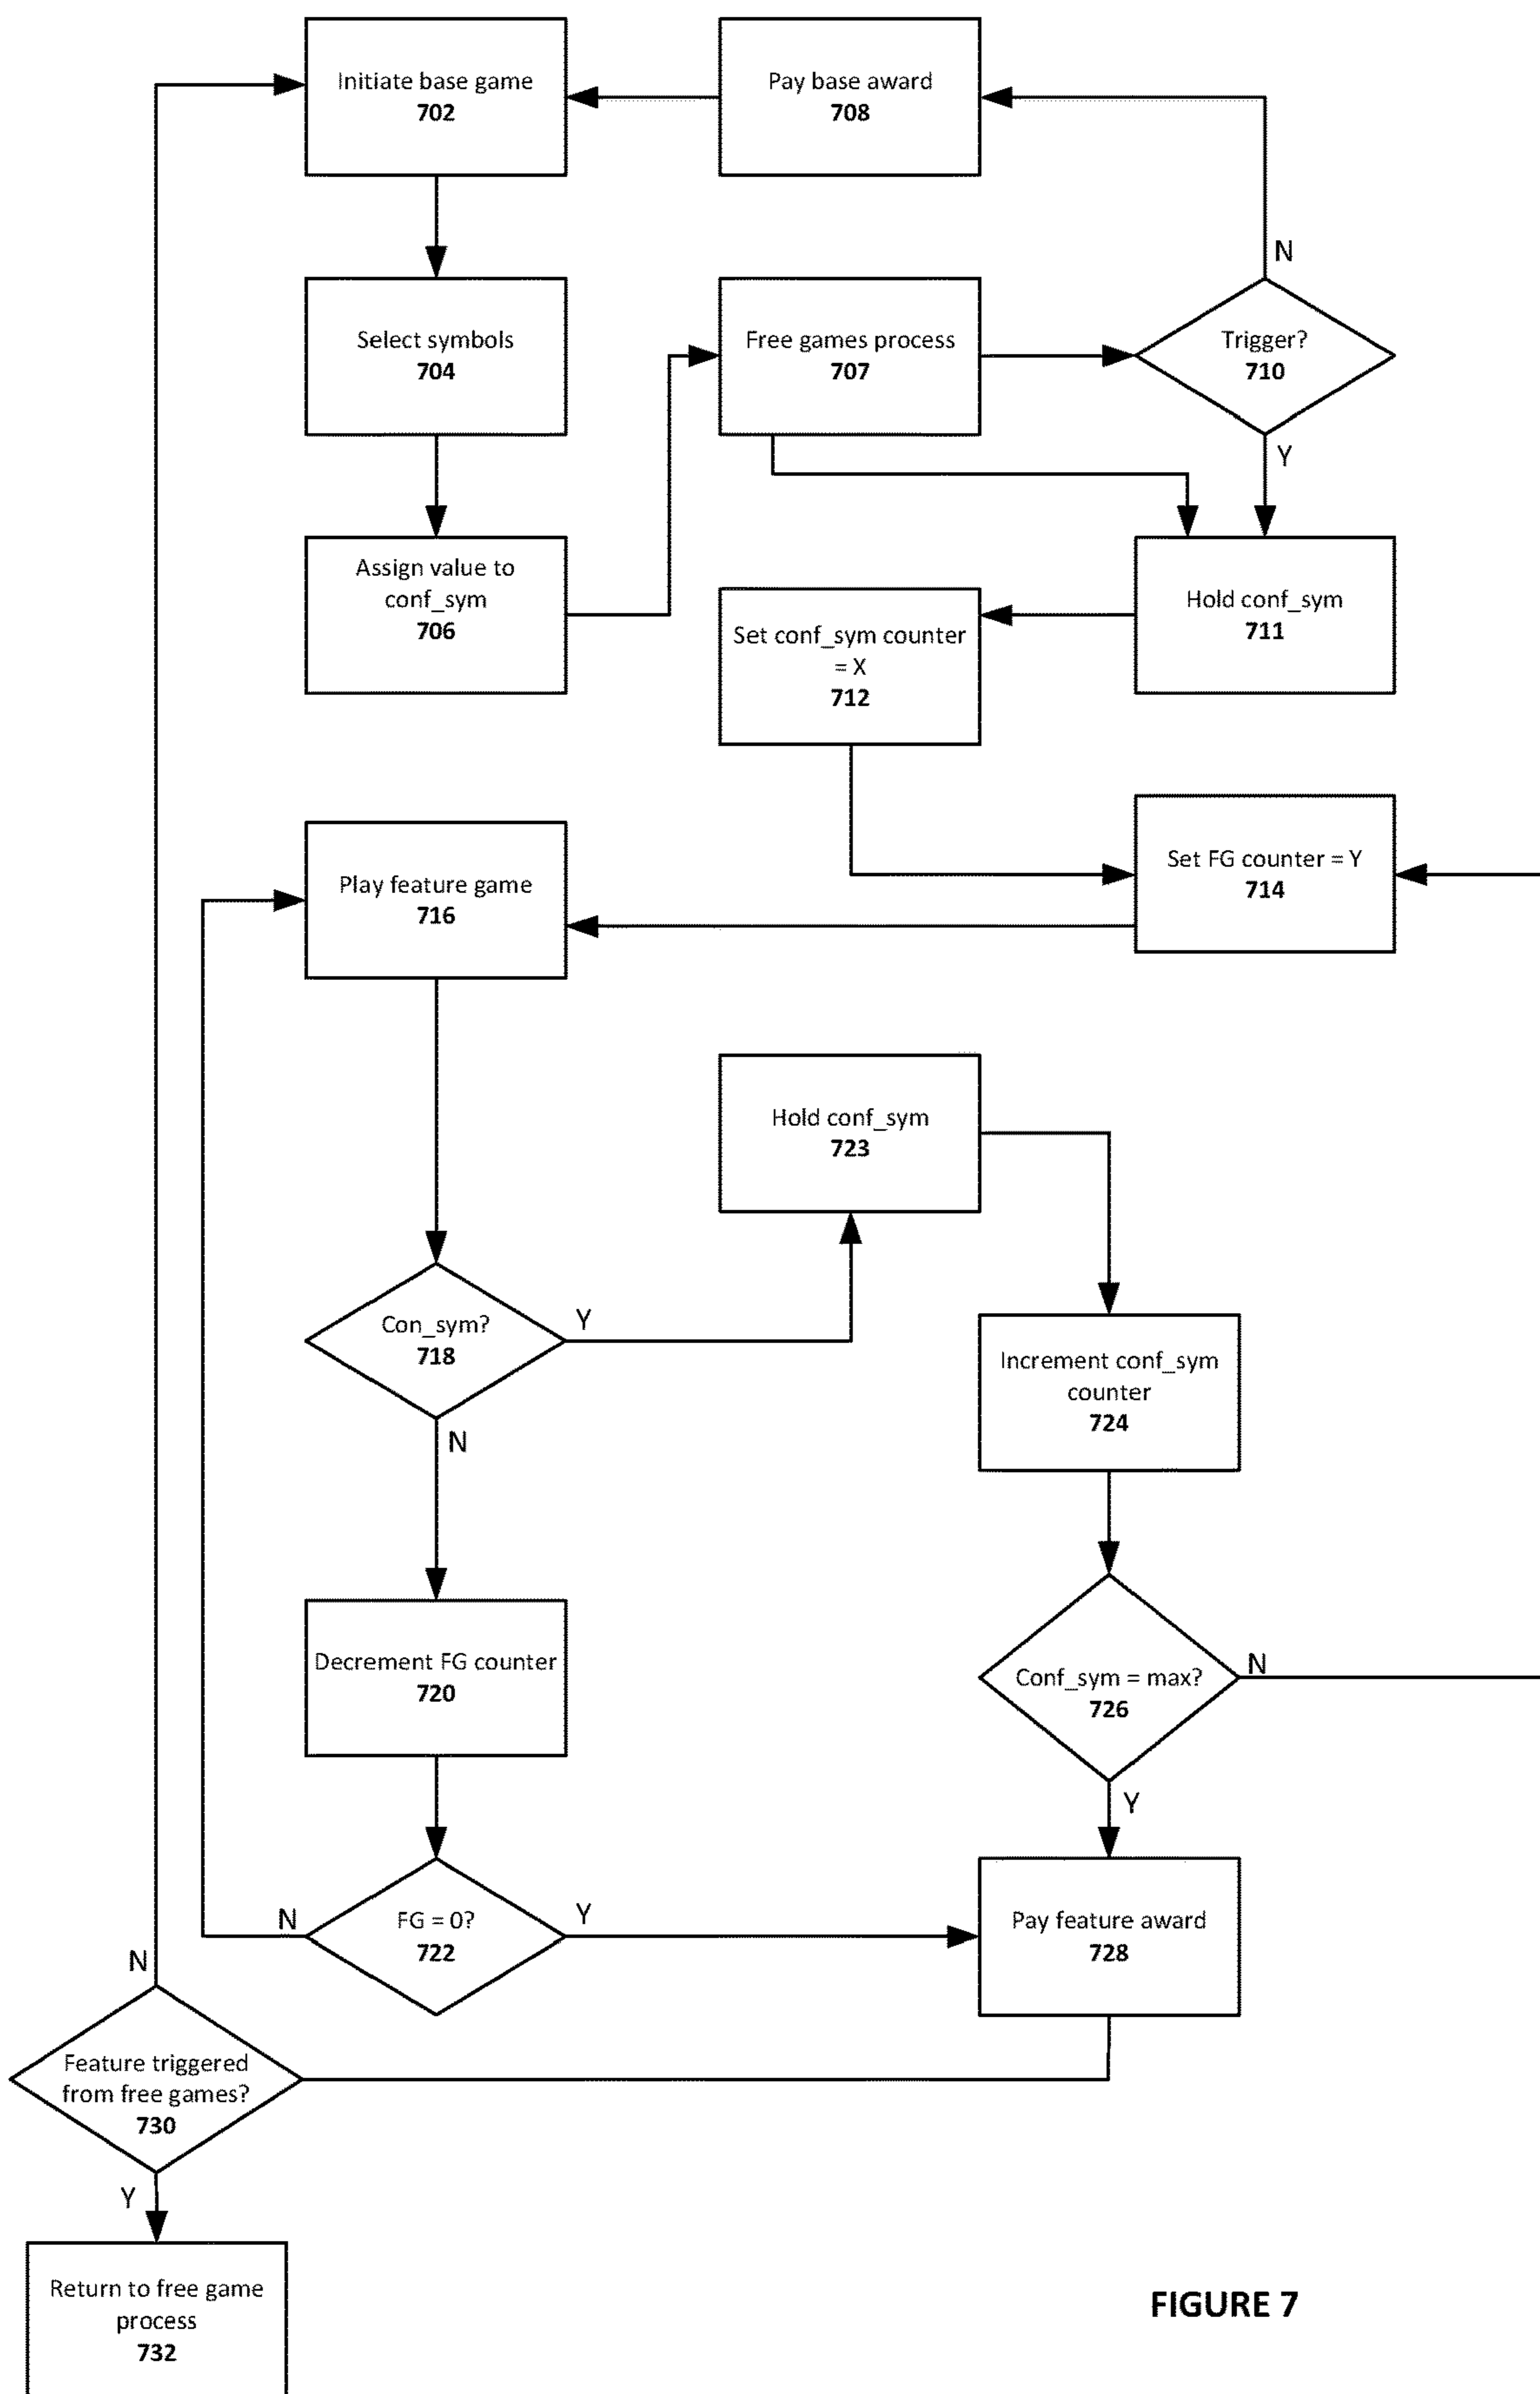 Initiate base game
702
Pay base award
708
N
Select symbols
704
Free games process
707
Trigger?
710
Y
Assign value to
conf_sym
706
Set conf_sym counter
= X
712
Hold conf_sym
711
Play feature game
716
Set FG counter = Y
714
Hold conf_sym
723
Con_sym?
718
Y
N
Increment conf_sym
counter
724
Decrement FG counter
720
Conf_sym = max?
726
N
Y
N
FG = 0?
722
Y
Pay feature award
728
N
Feature triggered
from free games?
730
Y
Return to free game
process
732
FIGURE 7